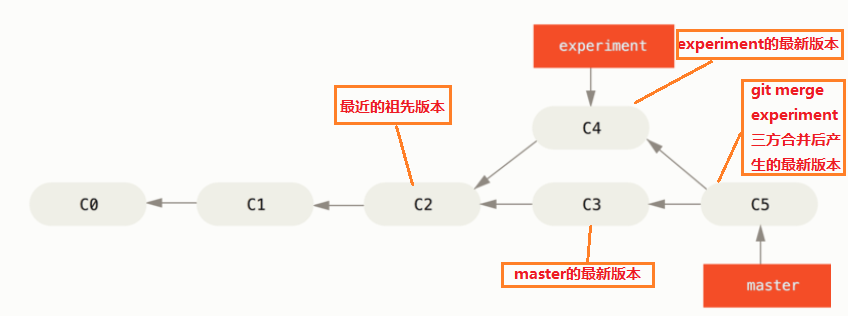 experiment
experiment的最新版本
最近的祖先版本
git merge
experiment
三方合并后产
生的最新版本
C4
C0
C1
C2
C3
C5
master的最新版本
master